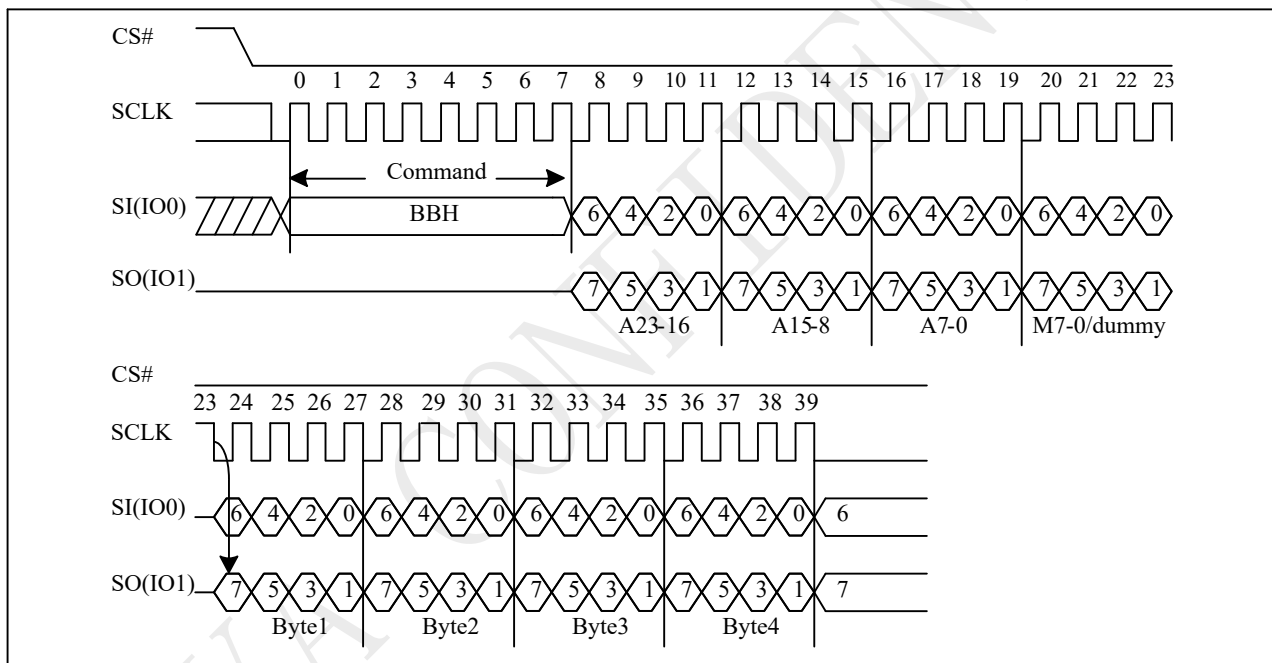 CS#
0 1 2 3 4 5 6 7 8 9 10 11 12 13 14 15 16 17 18 19 20 21 22 23
SCLK
Command
SI(IO0) BBH 6 4 2 0 6 4 2 0 6 4 2 0 6 4 2 0
SO(IO1) 7 5 3 1 7 5 3 1 7 5 3 1 7 5 3 1
A23-16 A15-8 A7-0 M7-0/dummy
CS#
23 24 25 26 27 28 29 30 31 32 33 34 35 36 37 38 39
SCLK
SI(IO0) 6 4 2 0 6 4 2 0 6 4 2 0 6 4 2 0 6
SO(IO1) 7 5 3 1 7 5 3 1 7 5 3 1 7 5 3 1 7
Byte1 Byte2 Byte3 Byte4